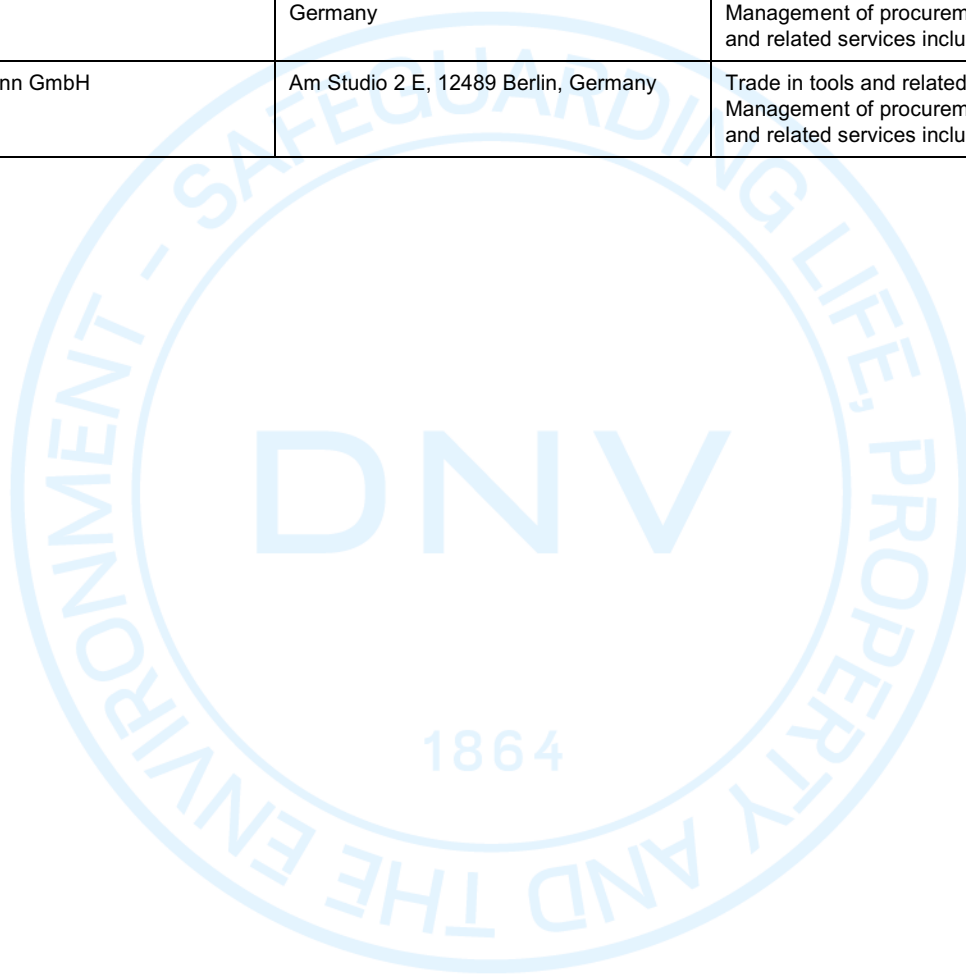 Germany
Management of procurem
and related services inclu
nn GmbH
Am Studio 2 E, 12489 Berlin, Germany
Trade in tools and related
Management of procurem
and related services inclu
SAFEGUARDING LIFE, PROPERTY AND THE ENVIRONMENT -
DNV
1864